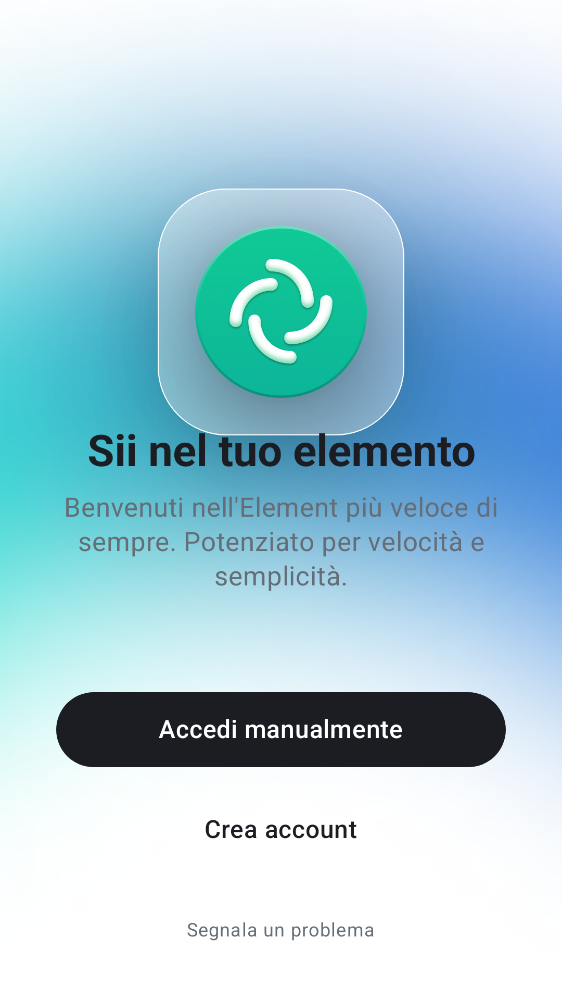 Sii nel tuo elemento
Benvenuti nell'Element più veloce di
sempre. Potenziato per velocità e
semplicità.
Accedi manualmente
Crea account
Segnala un problema